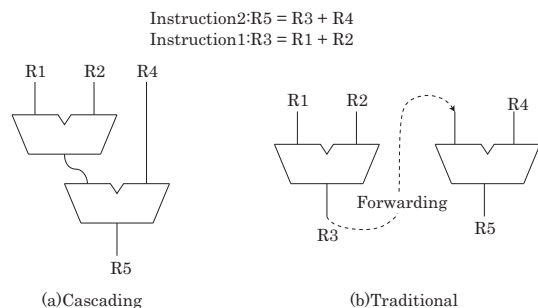 Instruction2:R5 = R3 + R4
Instruction1:R3 = R1 + R2
R1 R2 R4
R1 R2 R4
Forwarding
R3 R5
R5
(a)Cascading (b)Traditional